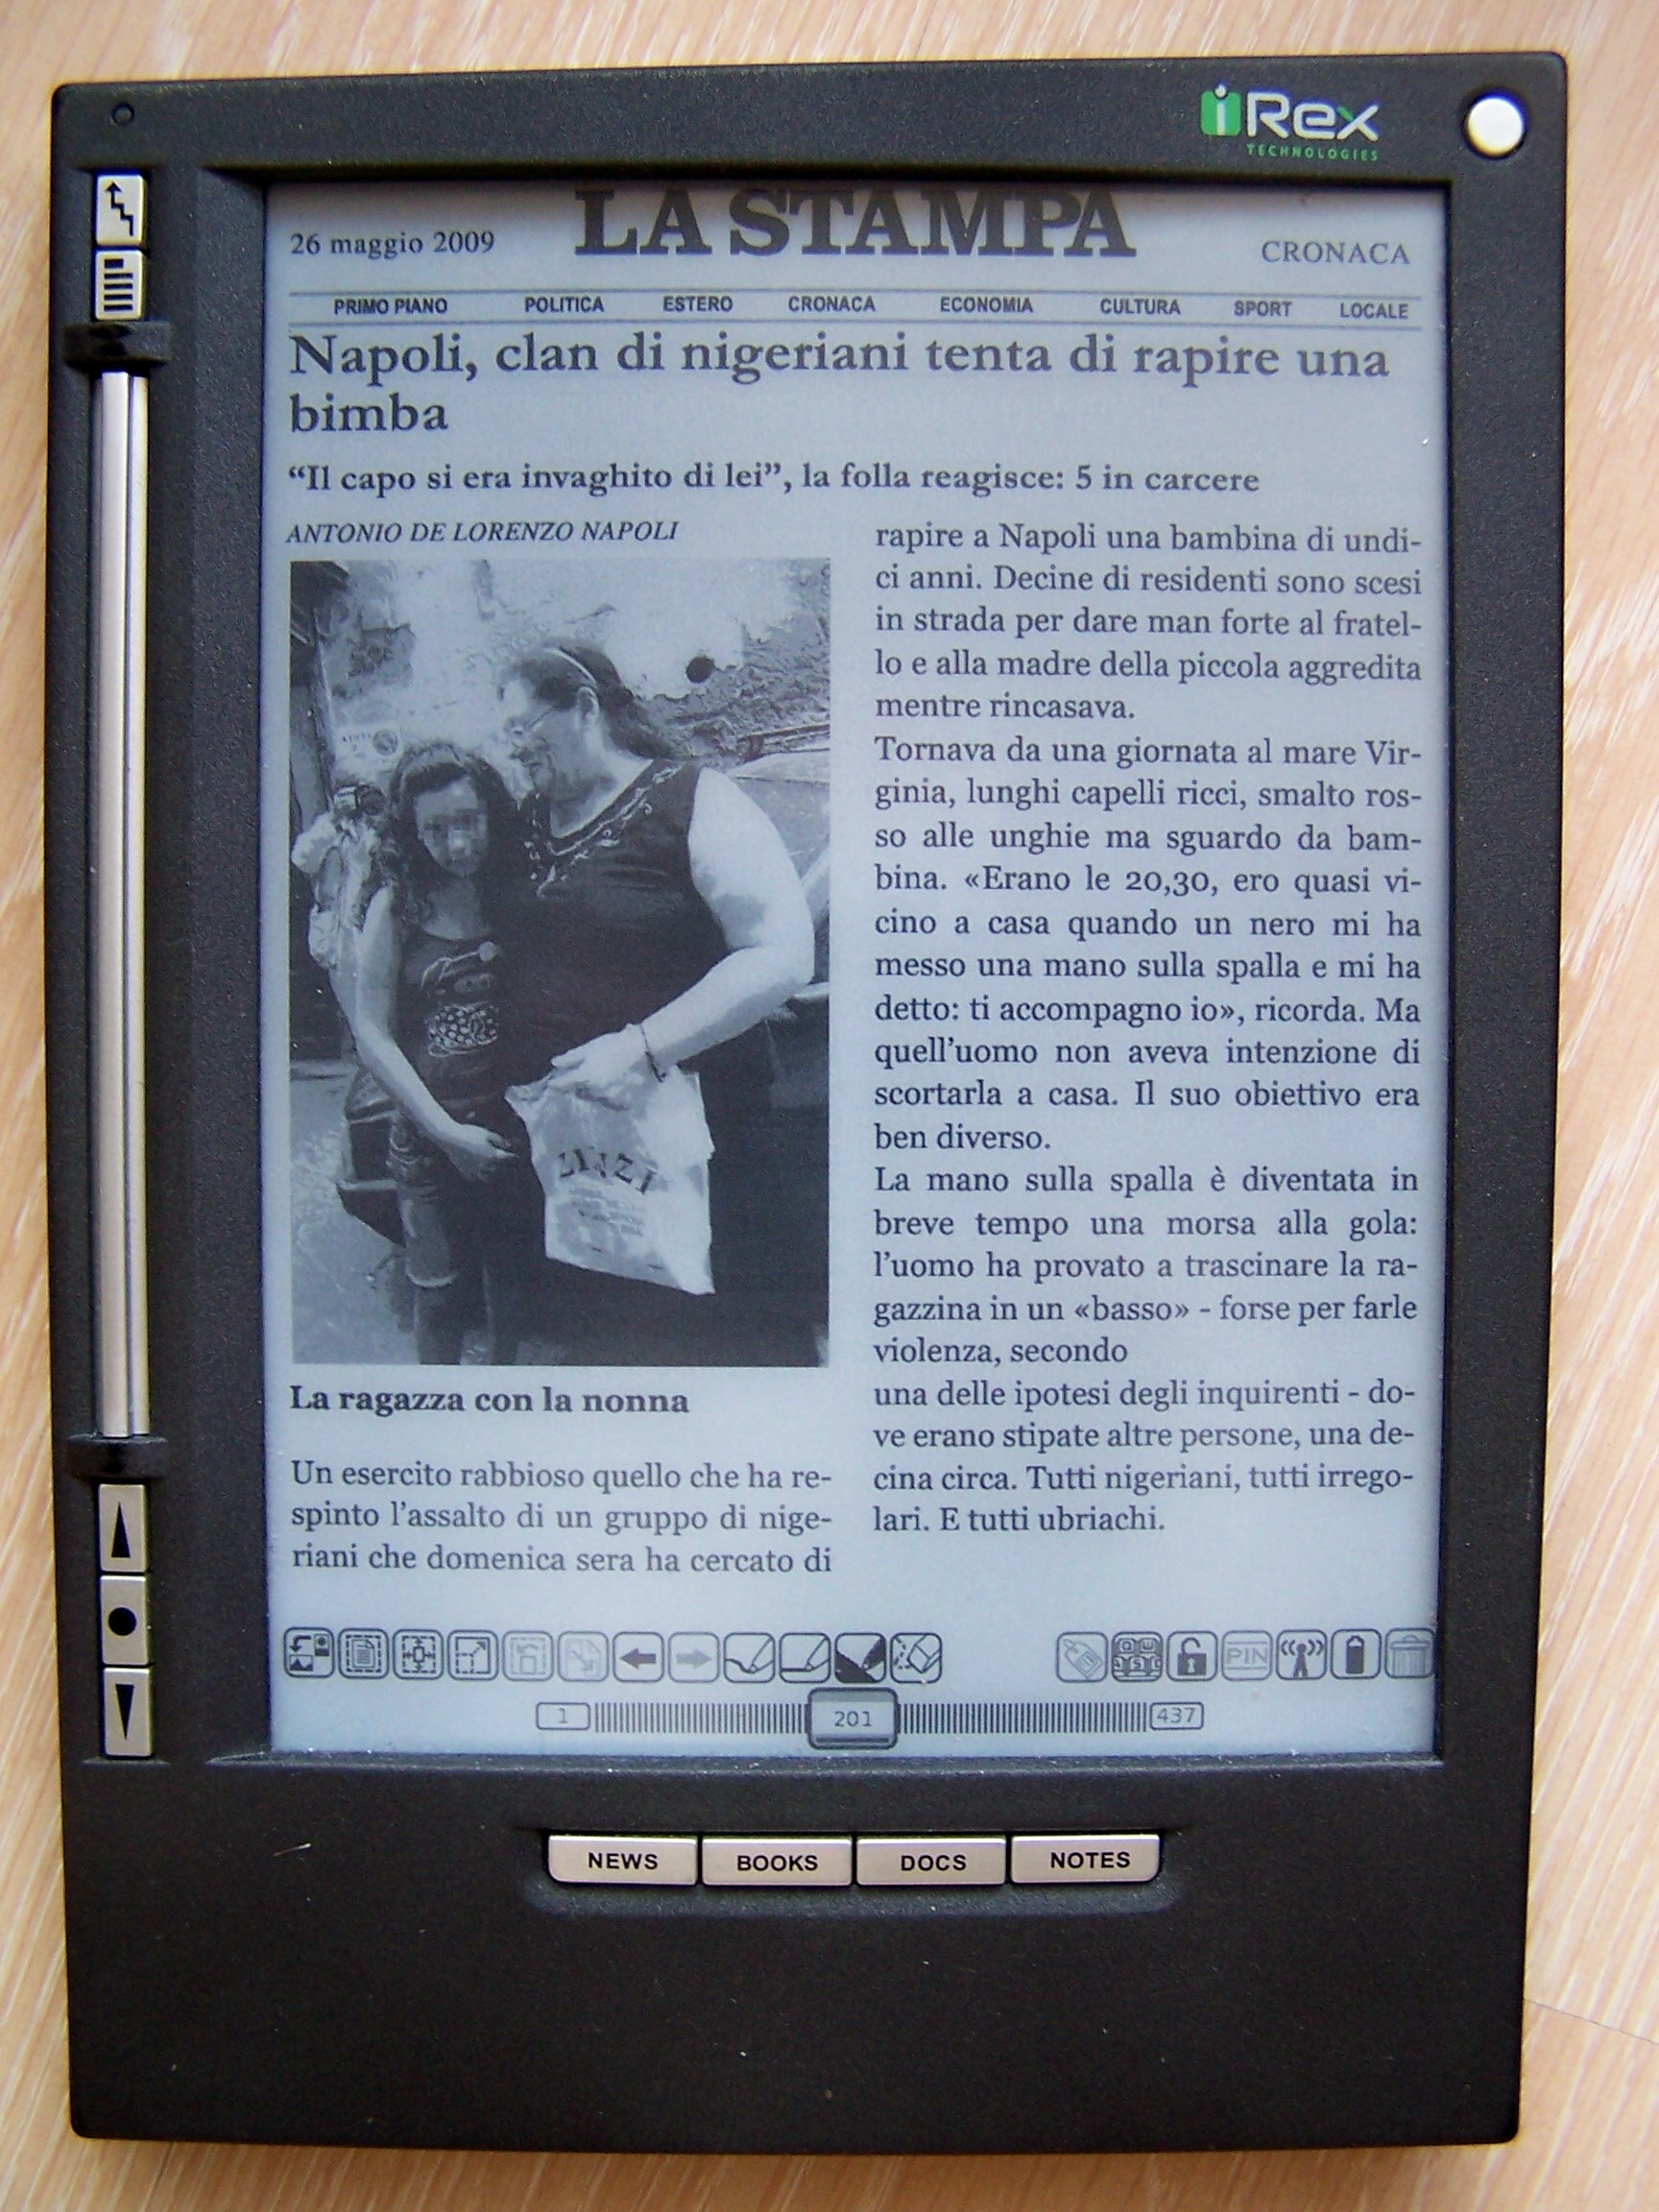 iRex
TECHNOLOGIES
26 maggio 2009
LA STAMPA
CRONACA
PRIMO PIANO POLITICA ESTERO CRONACA ECONOMIA CULTURA SPORT LOCALE
Napoli, clan di nigeriani tenta di rapire una
bimba
“Il capo si era invaghito di lei”, la folla reagisce: 5 in carcere
ANTONIO DE LORENZO NAPOLI
LINZI
La ragazza con la nonna
Un esercito rabbioso quello che ha re-
spinto l'assalto di un gruppo di nige-
riani che domenica sera ha cercato di
rapire a Napoli una bambina di undi-
ci anni. Decine di residenti sono scesi
in strada per dare man forte al fratel-
lo e alla madre della piccola aggredita
mentre rincasava.
Tornava da una giornata al mare Vir-
ginia, lunghi capelli ricci, smalto ros-
so alle unghie ma sguardo da bam-
bina. «Erano le 20,30, ero quasi vi-
cino a casa quando un nero mi ha
messo una mano sulla spalla e mi ha
detto: ti accompagno io», ricorda. Ma
quell'uomo non aveva intenzione di
scortarla a casa. Il suo obiettivo era
ben diverso.
La mano sulla spalla è diventata in
breve tempo una morsa alla gola:
l'uomo ha provato a trascinare la ra-
gazzina in un «basso» - forse per farle
violenza, secondo
una delle ipotesi degli inquirenti - do-
ve erano stipate altre persone, una de-
cina circa. Tutti nigeriani, tutti irrego-
lari. E tutti ubriachi.
PIN
1 201 437
NEWS BOOKS DOCS NOTES